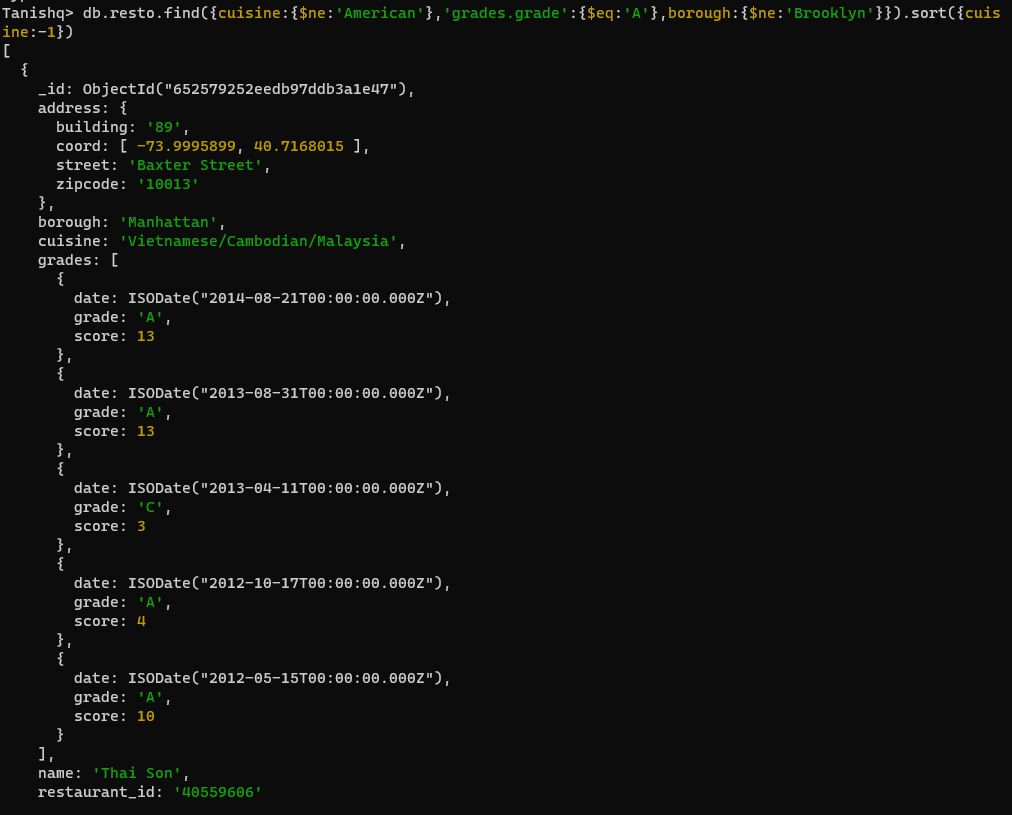 Tanishq> db.resto.find({cuisine:{$ne:'American'},'grades.grade':{$eq:'A'},borough:{$ne:'Brooklyn'}}).sort({cuis
ine:-1})
[
  {
    _id: ObjectId("652579252eedb97ddb3a1e47"),
    address: {
      building: '89',
      coord: [ -73.9995899, 40.7168015 ],
      street: 'Baxter Street',
      zipcode: '10013'
    },
    borough: 'Manhattan',
    cuisine: 'Vietnamese/Cambodian/Malaysia',
    grades: [
      {
        date: ISODate("2014-08-21T00:00:00.000Z"),
        grade: 'A',
        score: 13
      },
      {
        date: ISODate("2013-08-31T00:00:00.000Z"),
        grade: 'A',
        score: 13
      },
      {
        date: ISODate("2013-04-11T00:00:00.000Z"),
        grade: 'C',
        score: 3
      },
      {
        date: ISODate("2012-10-17T00:00:00.000Z"),
        grade: 'A',
        score: 4
      },
      {
        date: ISODate("2012-05-15T00:00:00.000Z"),
        grade: 'A',
        score: 10
      }
    ],
    name: 'Thai Son',
    restaurant_id: '40559606'